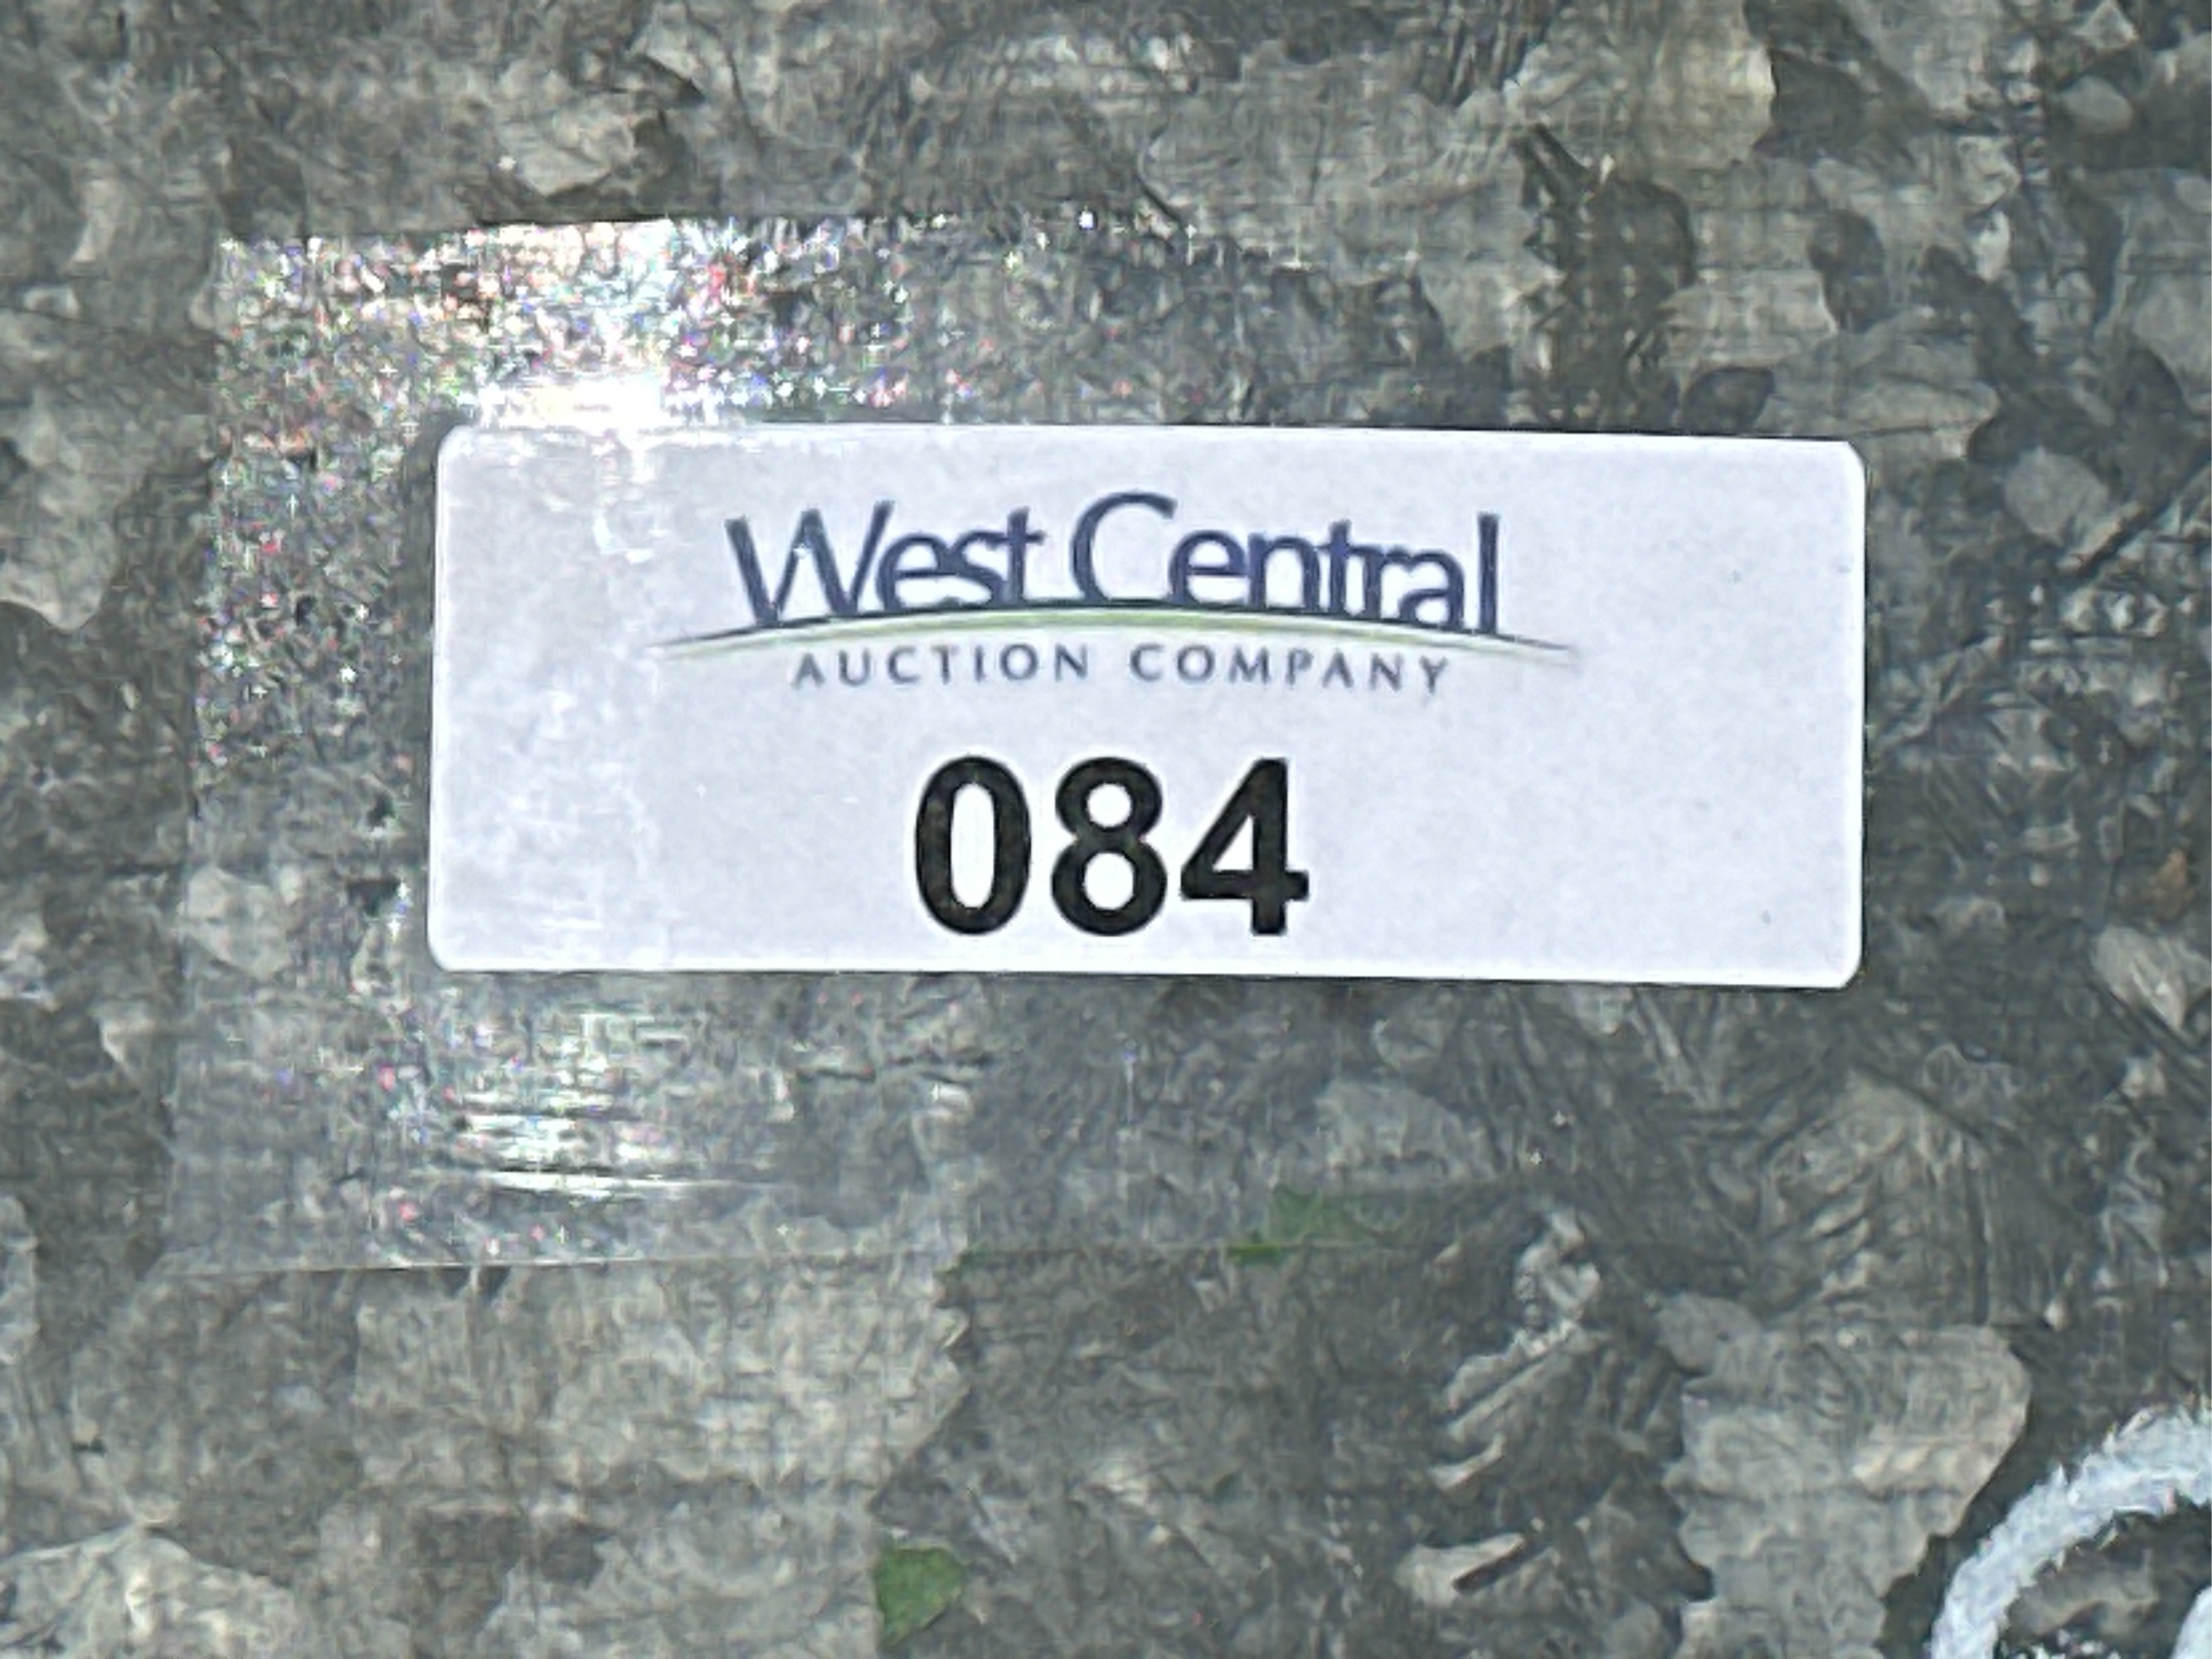 West Central
AUCTION COMPANY
084